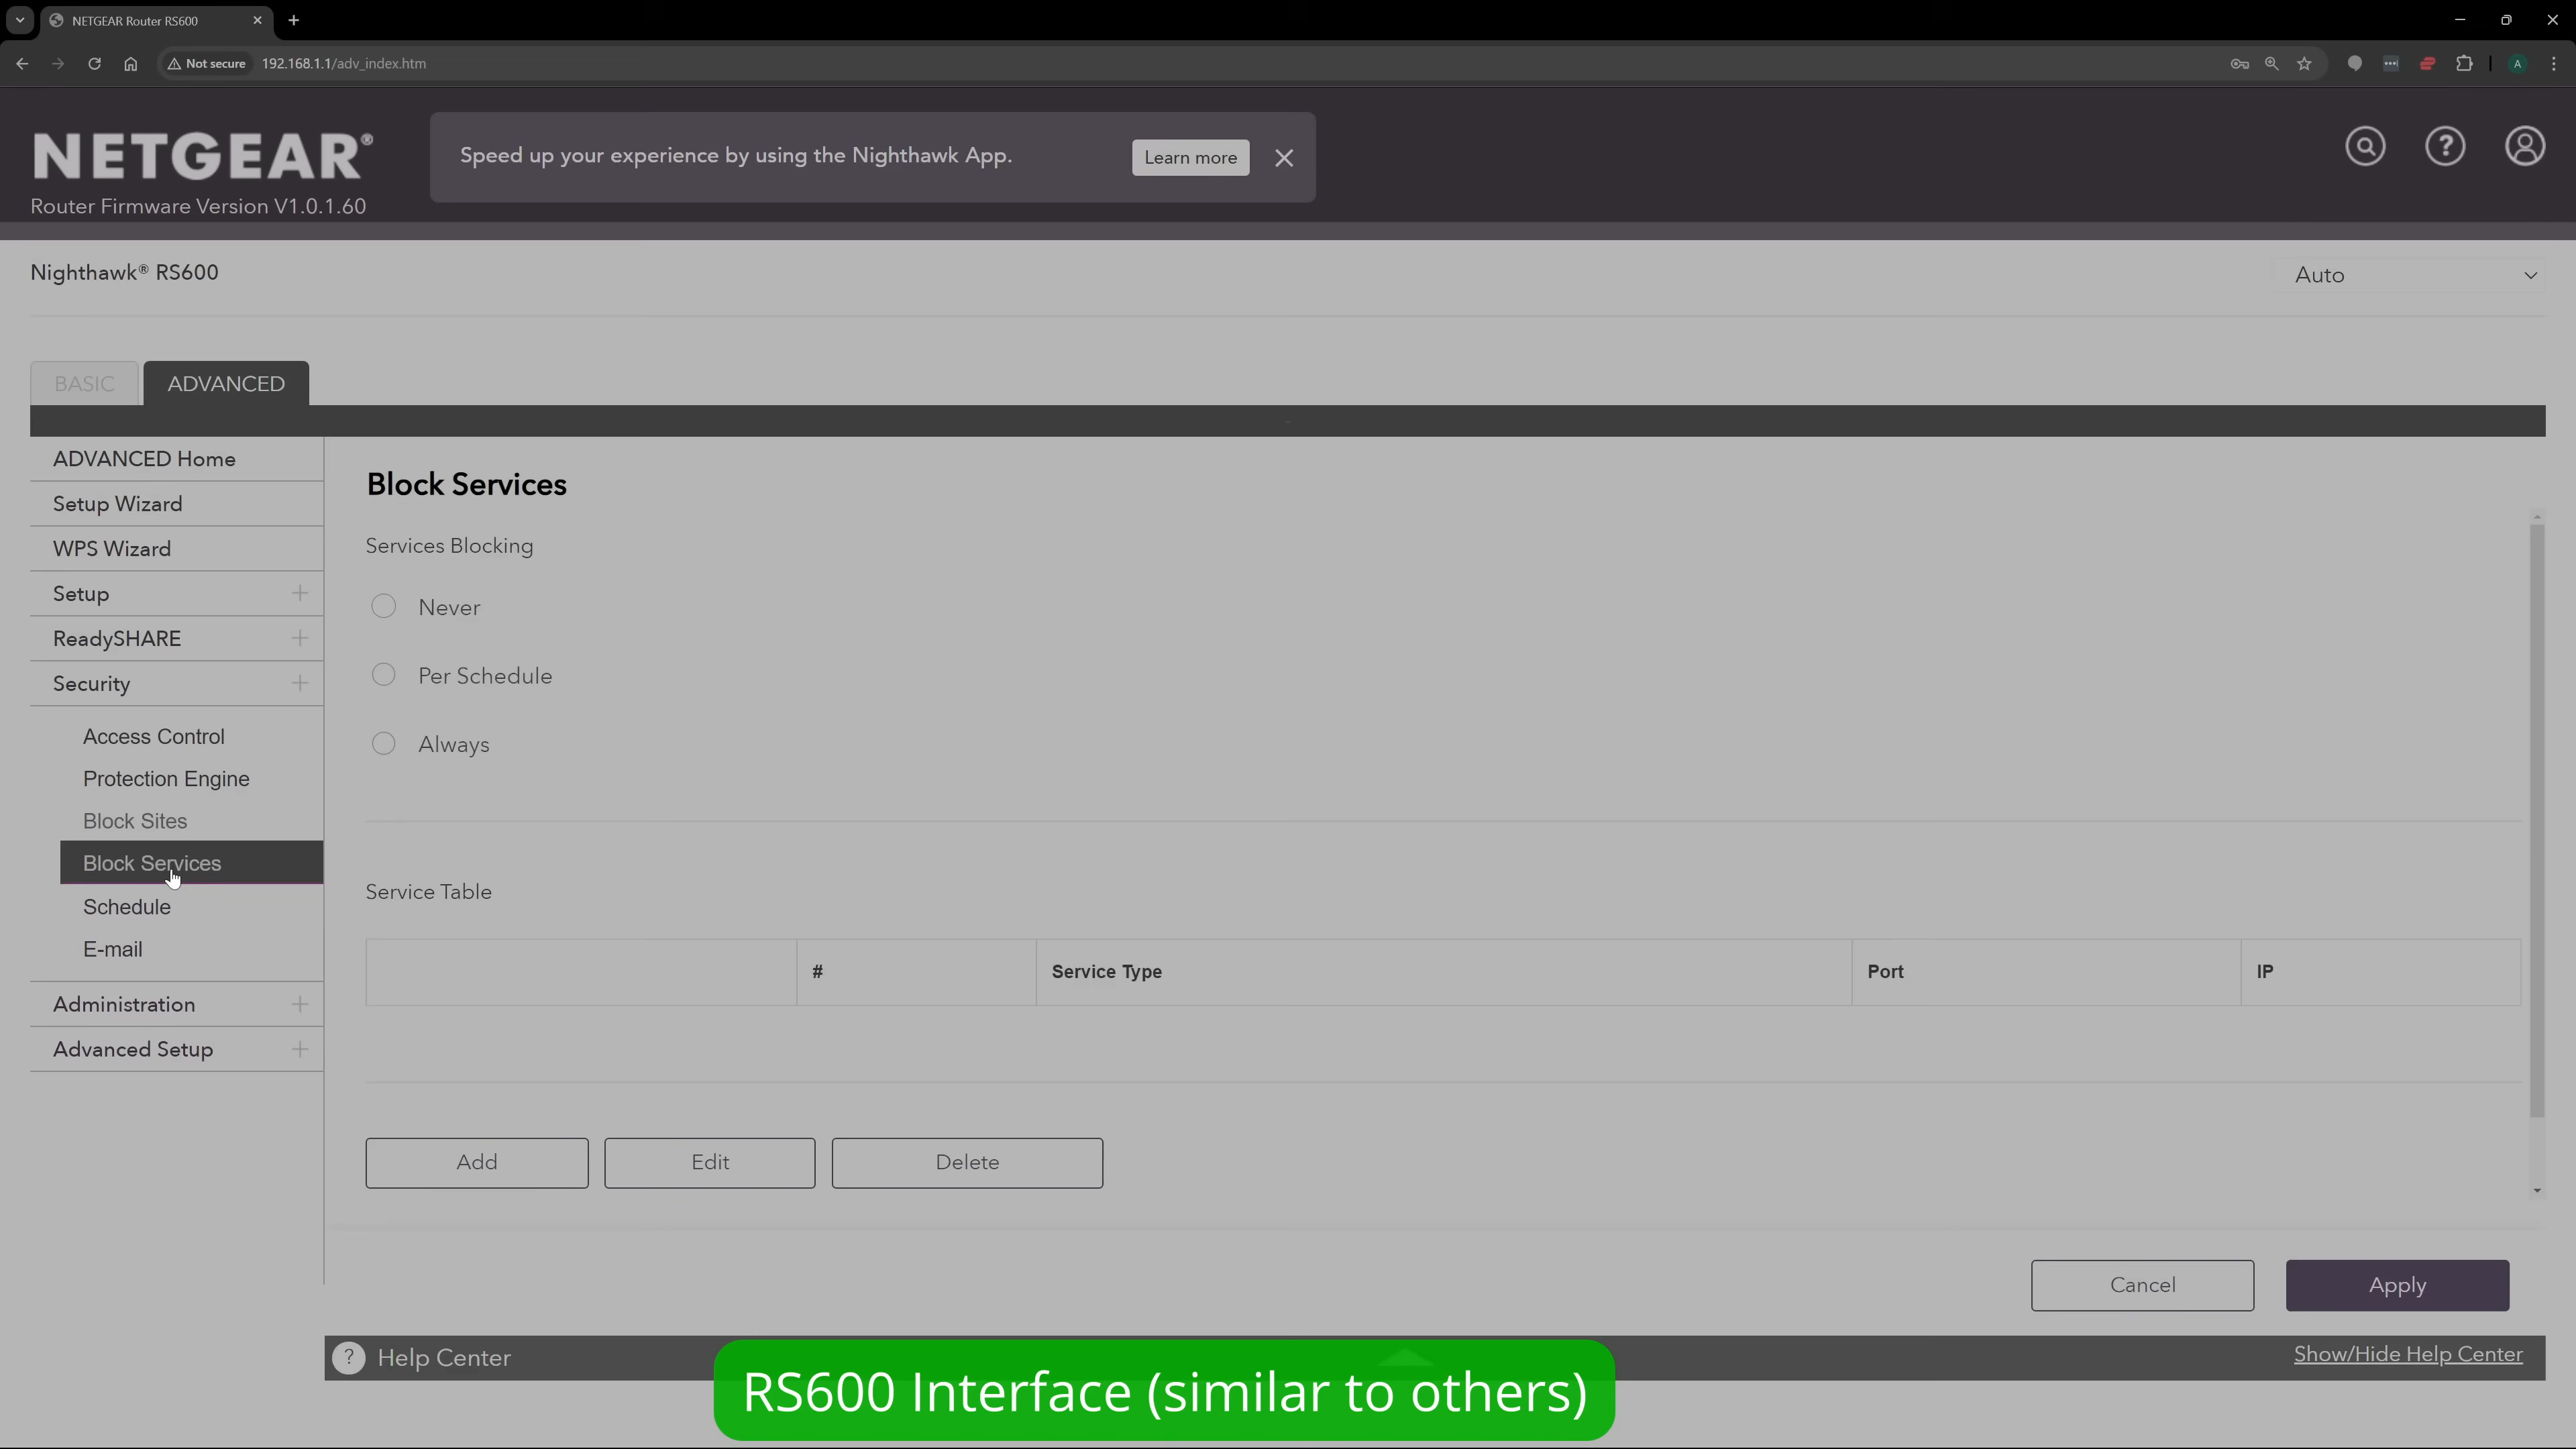 NETGEAR Router RS600
Not secure 192.168.1.1/adv_index.htm
A
NETGEAR®
Router Firmware Version V1.0.1.60
Speed up your experience by using the Nighthawk App.
Learn more
Nighthawk® RS600
Auto
BASIC
ADVANCED
ADVANCED Home
Setup Wizard
WPS Wizard
Setup
ReadySHARE
Security
Access Control
Protection Engine
Block Sites
Block Services
Schedule
E-mail
Administration
Advanced Setup
Block Services
Services Blocking
Never
Per Schedule
Always
Service Table
# Service Type Port IP
Add Edit Delete
Cancel Apply
? Help Center
Show/Hide Help Center
RS600 Interface (similar to others)